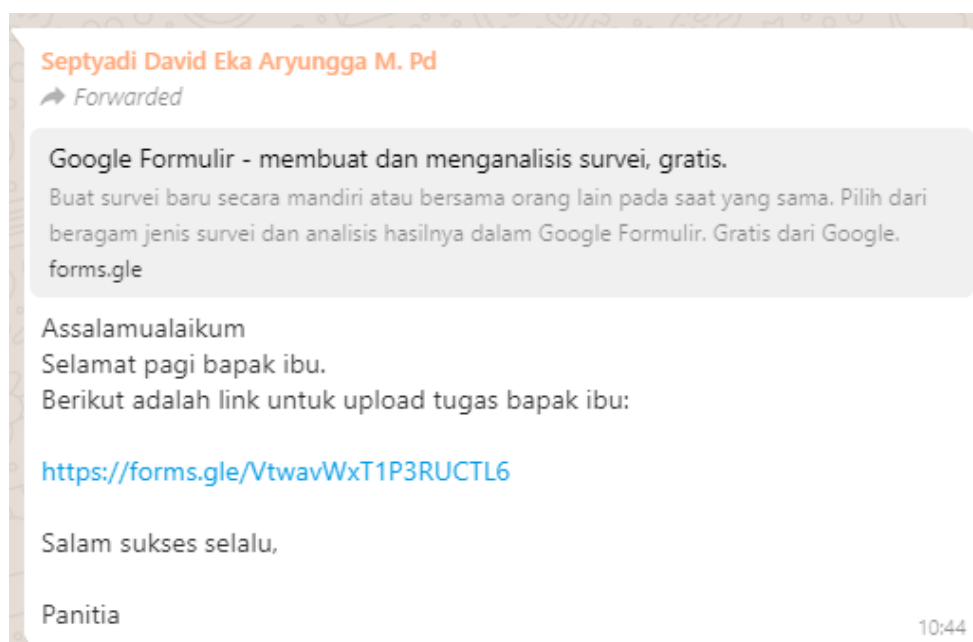 Septyadi David Eka Aryungga M. Pd
Forwarded
Google Formulir - membuat dan menganalisis survei, gratis.
Buat survei baru secara mandiri atau bersama orang lain pada saat yang sama. Pilih dari
beragam jenis survei dan analisis hasilnya dalam Google Formulir. Gratis dari Google.
forms.gle
Assalamualaikum
Selamat pagi bapak ibu.
Berikut adalah link untuk upload tugas bapak ibu:
https://forms.gle/VtwavWxT1P3RUCTL6
Salam sukses selalu,
Panitia
10:44